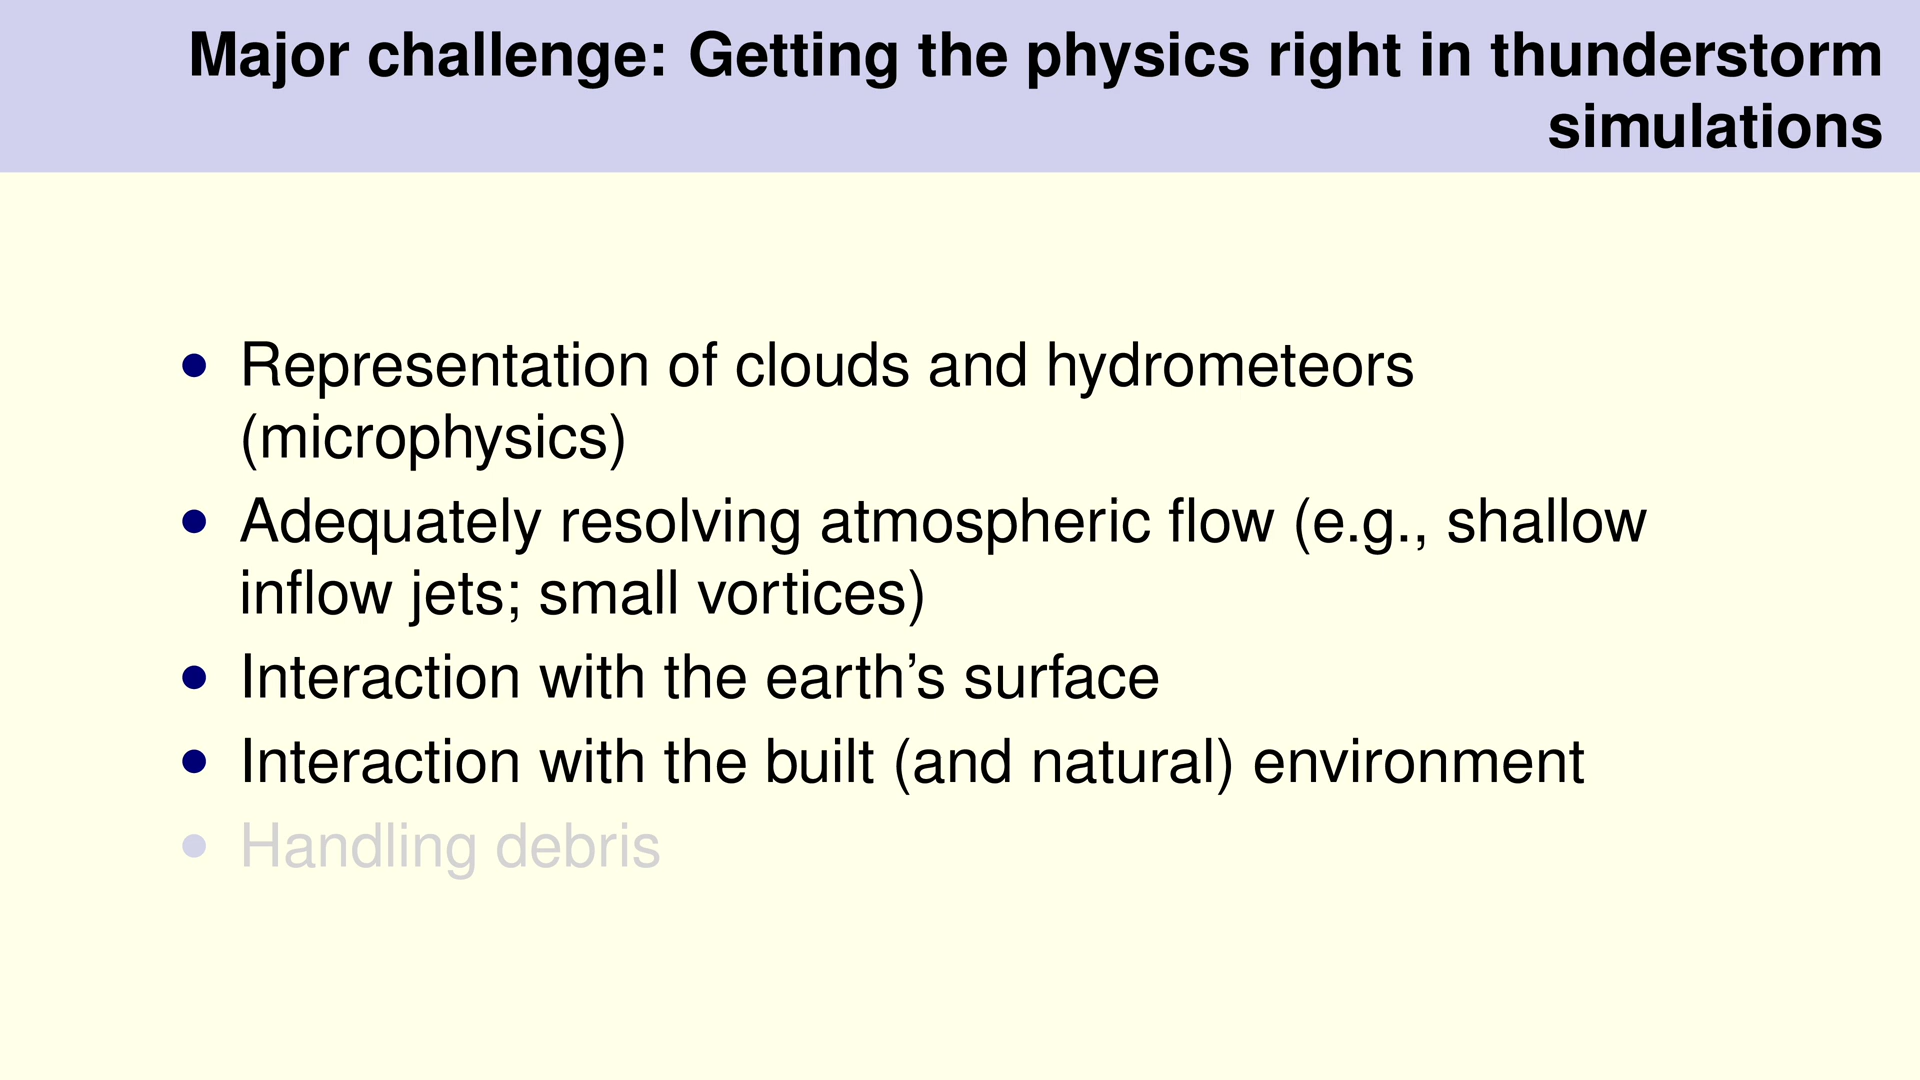 Major challenge: Getting the physics right in thunderstorm
simulations
• Representation of clouds and hydrometeors
(microphysics)
• Adequately resolving atmospheric flow (e.g., shallow
inflow jets; small vortices)
• Interaction with the earth’s surface
• Interaction with the built (and natural) environment
• Handling debris